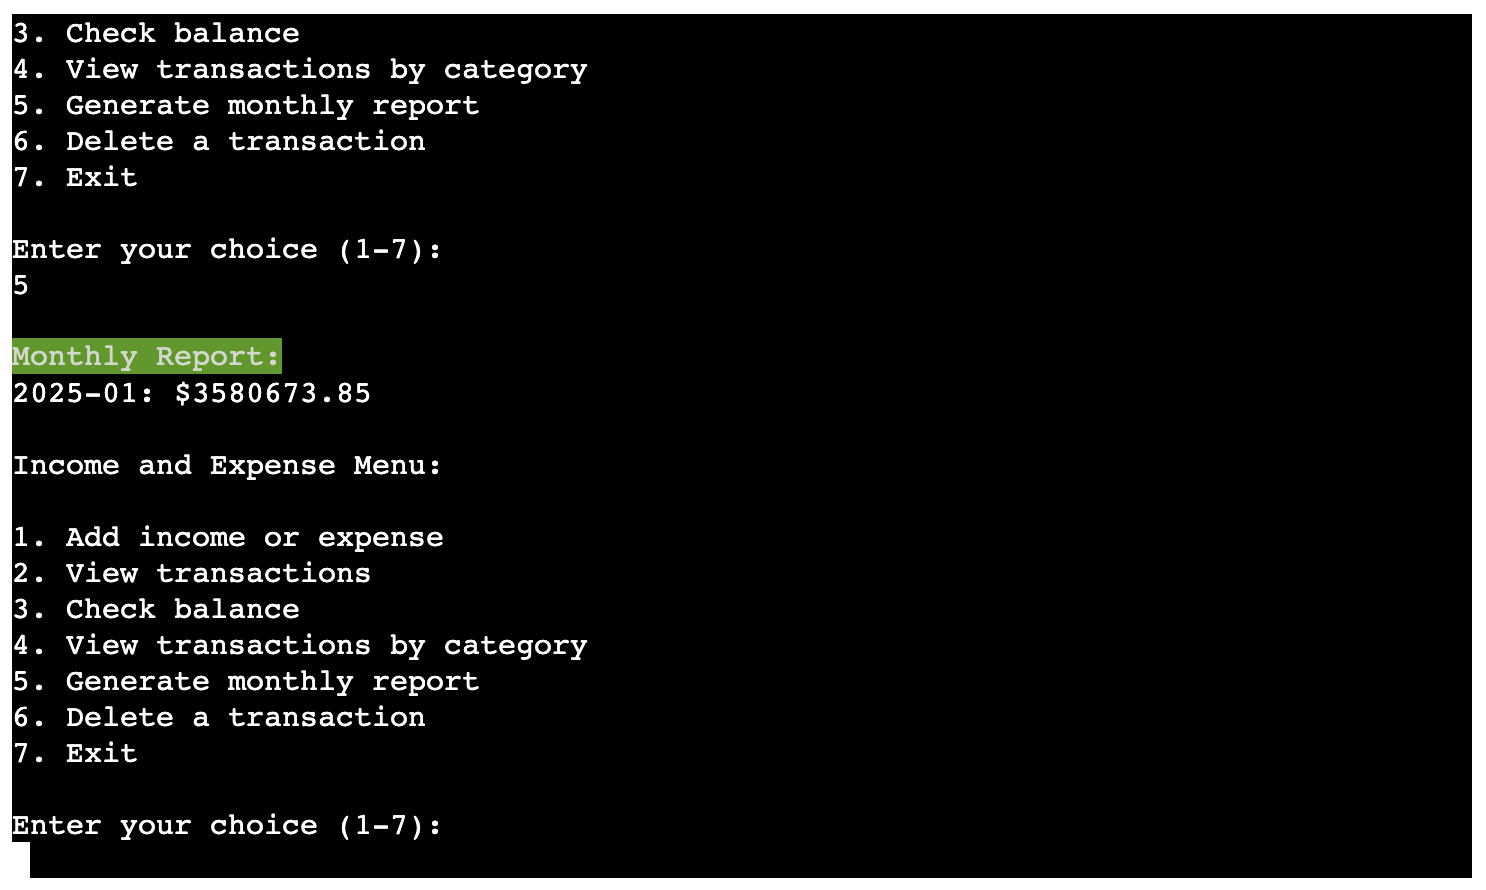 3. Check balance
4. View transactions by category
5. Generate monthly report
6. Delete a transaction
7. Exit
Enter your choice (1-7):
5
Monthly Report:
2025-01: $3580673.85
Income and Expense Menu:
1. Add income or expense
2. View transactions
3. Check balance
4. View transactions by category
5. Generate monthly report
6. Delete a transaction
7. Exit
Enter your choice (1-7):